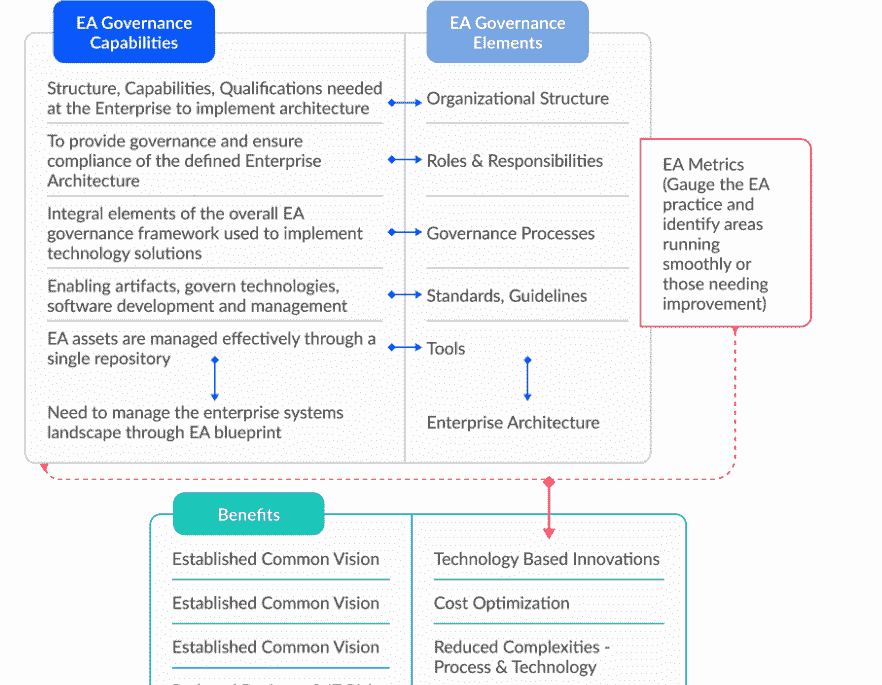 EA Governance
Capabilities
EA Governance
Elements
Structure, Capabilities, Qualifications needed
at the Enterprise to implement architecture
Organizational Structure
To provide governance and ensure
compliance of the defined Enterprise
Architecture
Roles & Responsibilities
Integral elements of the overall EA
governance framework used to implement
technology solutions
Governance Processes
Enabling artifacts, govern technologies,
software development and management
Standards, Guidelines
EA assets are managed effectively through a
single repository
Tools
Need to manage the enterprise systems
landscape through EA blueprint
Enterprise Architecture
EA Metrics
(Gauge the EA
practice and
identify areas
running
smoothly or
those needing
improvement)
Benefits
Established Common Vision
Technology Based Innovations
Established Common Vision
Cost Optimization
Established Common Vision
Reduced Complexities -
Process & Technology